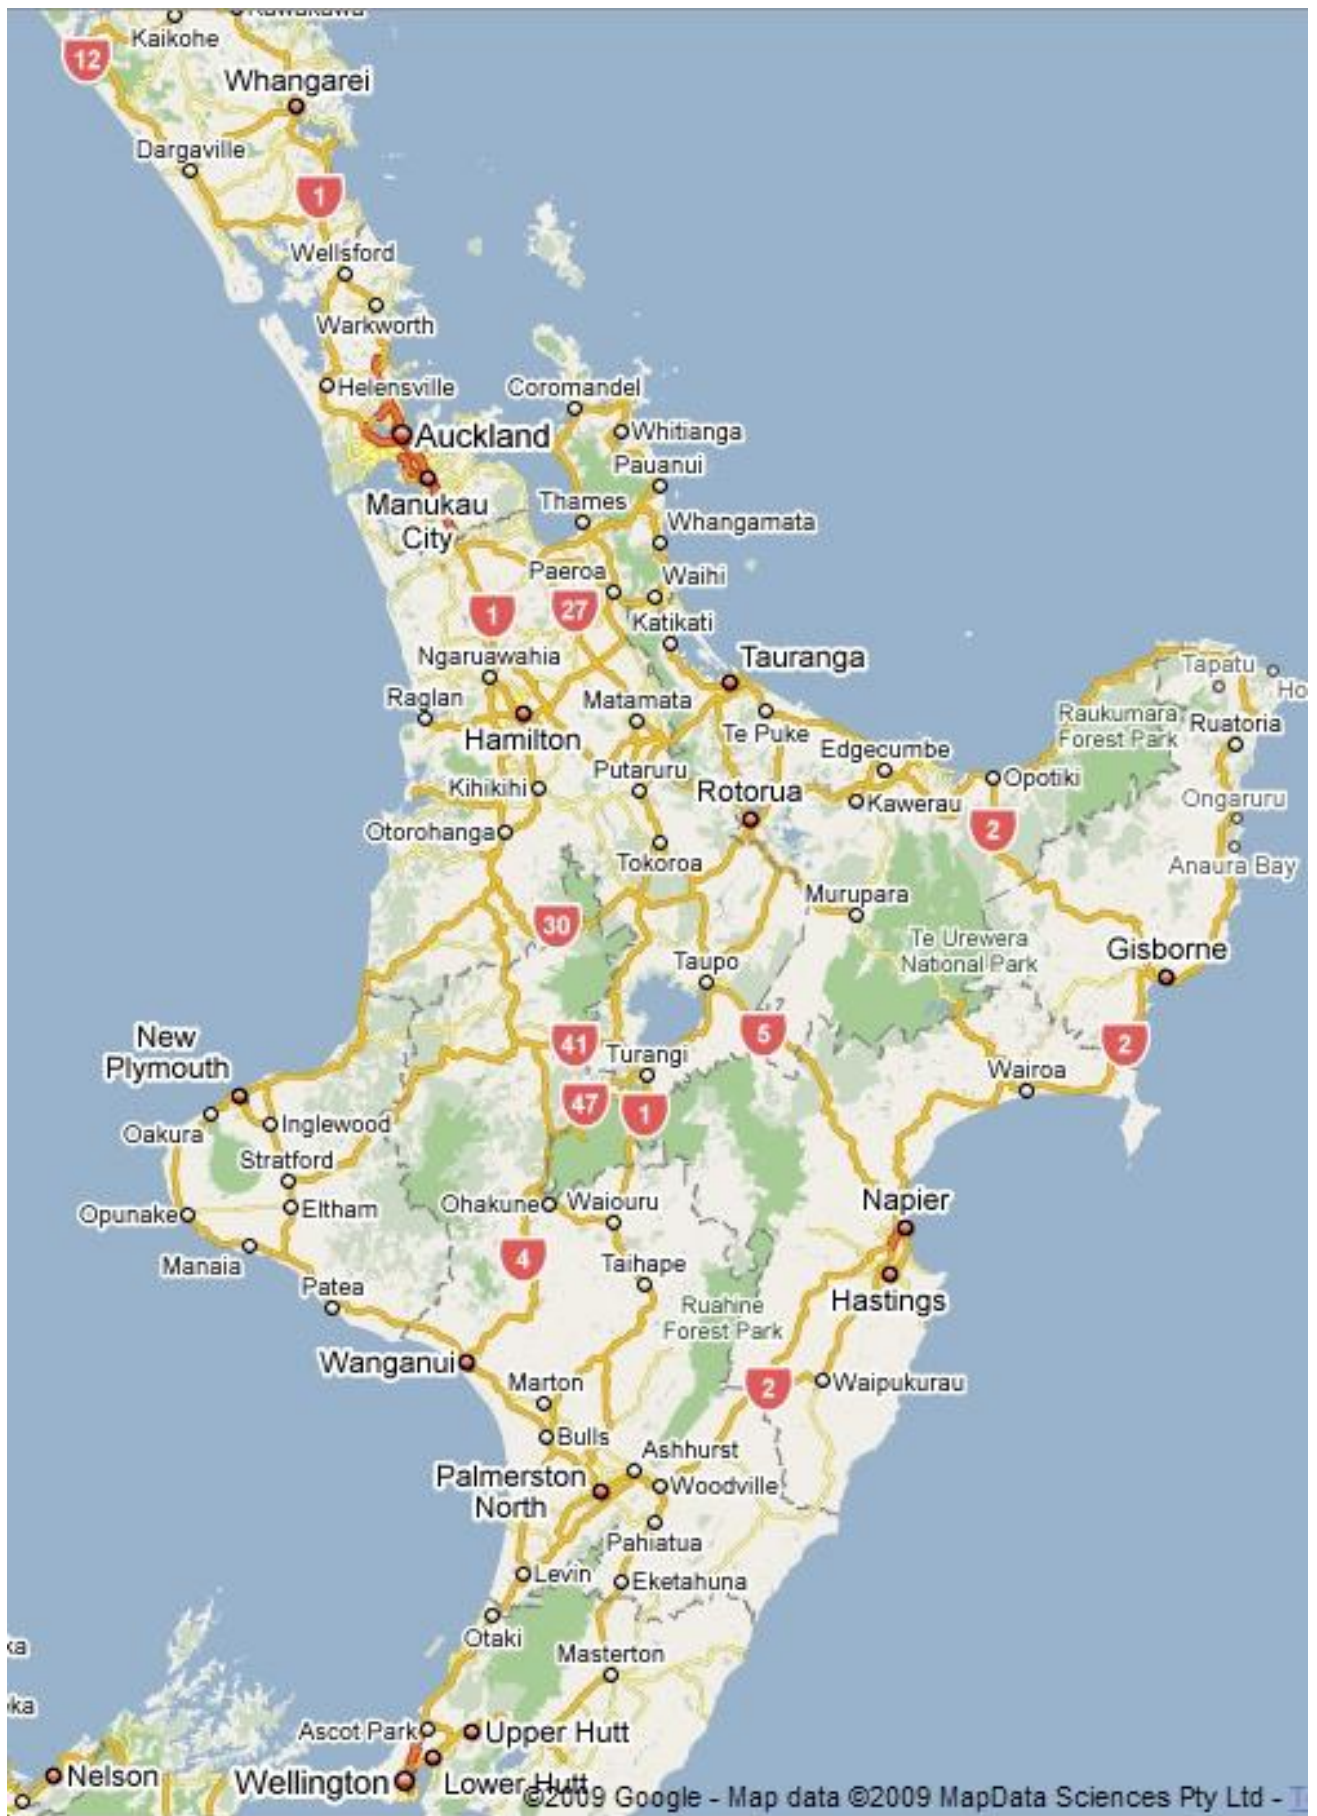 Kawakawa
Kaikohe
12
Whangarei
Dargaville
1
Wellsford
Warkworth
Helensville
Coromandel
Auckland
Whitianga
Pauanui
Manukau
City
Thames
Whangamata
Paeroa
Waihi
1
27
Katikati
Ngaruawahia
Tauranga
Raglan
Matamata
Te Puke
Hamilton
Tapatu
Ho
Raukumara
Forest Park
Ruatoria
Edgecumbe
Kihikihi
Putaruru
Rotorua
Kawerau
Opotiki
Ongaruru
2
Otorohanga
Tokoroa
Anaura Bay
Murupara
30
Te Urewera
National Park
Gisborne
Taupo
5
41
2
New
Plymouth
Turangi
Wairoa
47
1
Oakura
Inglewood
Stratford
Opunake
Eltham
Ohakune
Waiouru
Napier
Manaia
4
Taihape
Patea
Hastings
Ruahine
Forest Park
Wanganui
Marton
2
Waipukurau
Bulls
Ashhurst
Palmerston
North
Woodville
Pahiatua
Levin
Eketahuna
Otaki
Masterton
ka
ka
Ascot Park
Upper Hutt
Nelson
Wellington
Lower Hutt
©2009 Google - Map data ©2009 MapData Sciences Pty Ltd - T